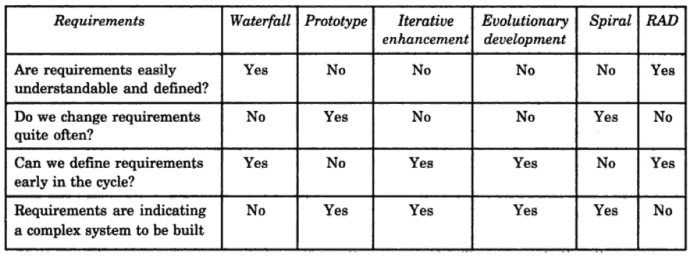 Requirements Waterfall Prototype Iterative enhancement Evolutionary development Spiral RAD
Are requirements easily understandable and defined? Yes No No No No Yes
Do we change requirements quite often? No Yes No No Yes No
Can we define requirements early in the cycle? Yes No Yes Yes No Yes
Requirements are indicating a complex system to be built No Yes Yes Yes Yes No